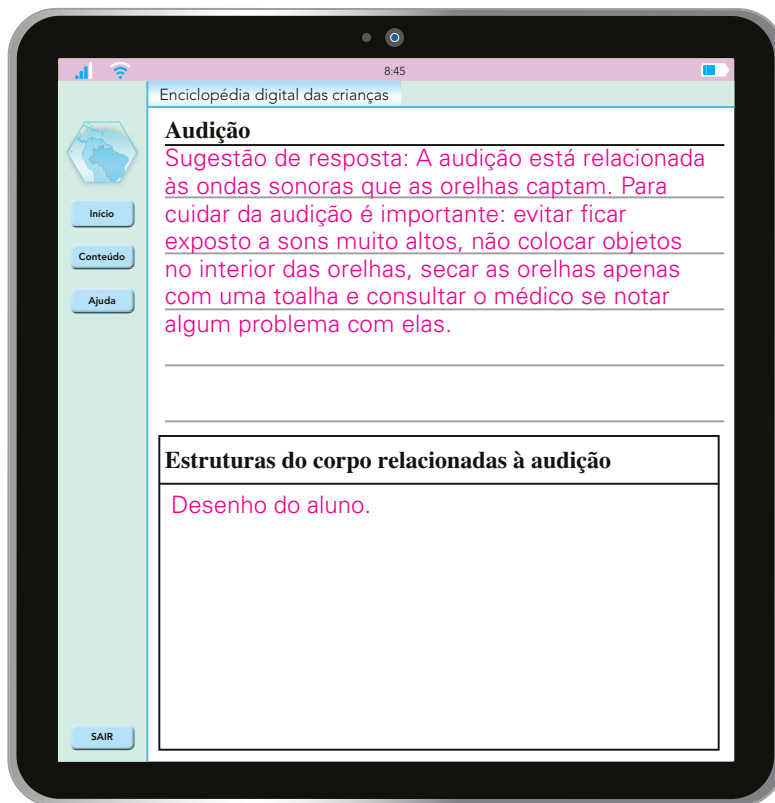 8:45
Enciclopédia digital das crianças
Audição
Sugestão de resposta: A audição está relacionada
às ondas sonoras que as orelhas captam. Para
cuidar da audição é importante: evitar ficar
exposto a sons muito altos, não colocar objetos
no interior das orelhas, secar as orelhas apenas
com uma toalha e consultar o médico se notar
algum problema com elas.
Início
Conteúdo
Ajuda
Estruturas do corpo relacionadas à audição
Desenho do aluno.
SAIR